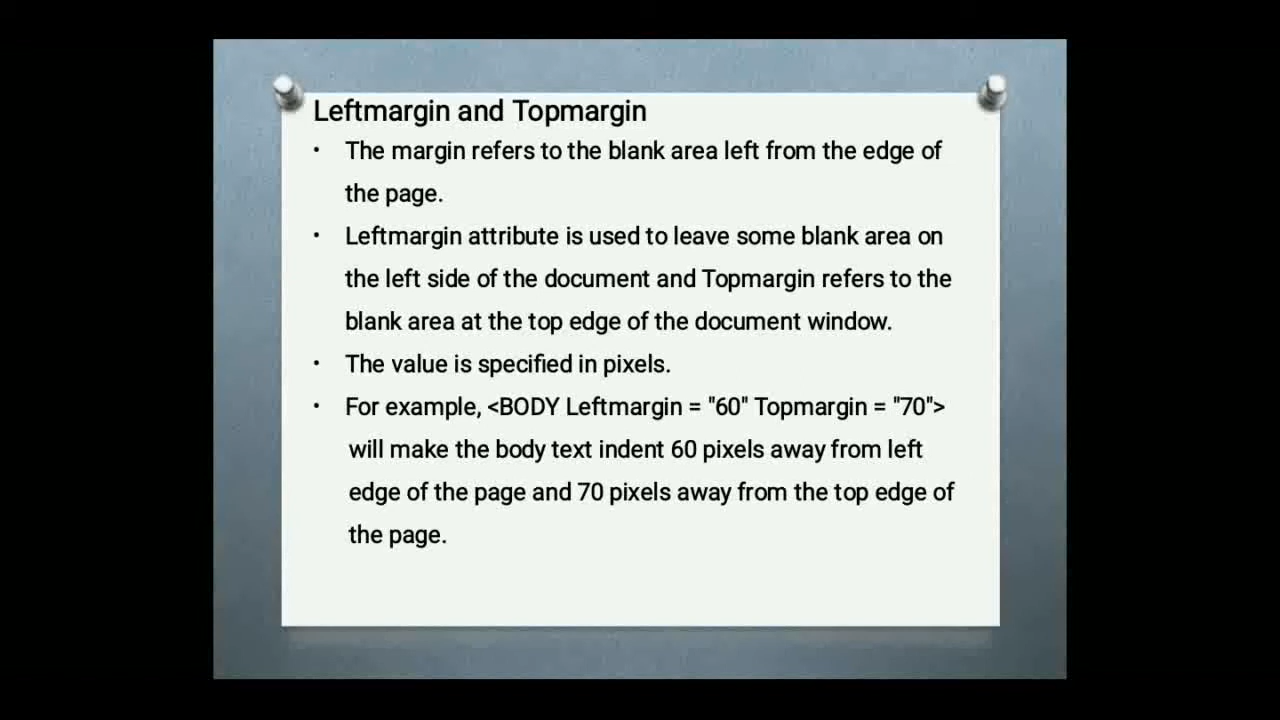 Leftmargin and Topmargin
• The margin refers to the blank area left from the edge of
the page.
• Leftmargin attribute is used to leave some blank area on
the left side of the document and Topmargin refers to the
blank area at the top edge of the document window.
• The value is specified in pixels.
• For example, <BODY Leftmargin = "60" Topmargin = "70">
will make the body text indent 60 pixels away from left
edge of the page and 70 pixels away from the top edge of
the page.